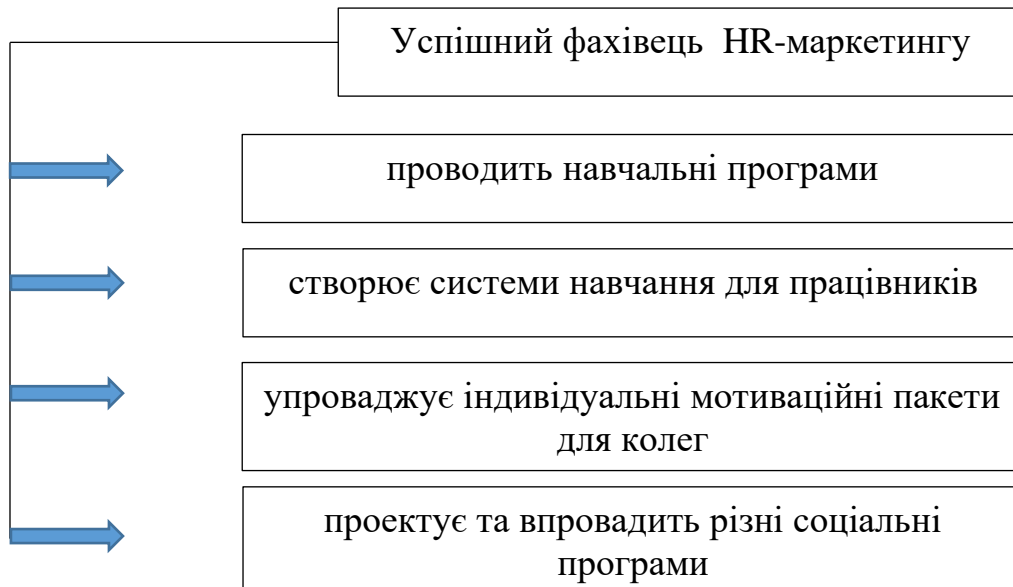 Успішний фахівець HR-маркетингу
проводить навчальні програми
створює системи навчання для працівників
упроваджує індивідуальні мотиваційні пакети
для колег
проектує та впровадить різні соціальні
програми